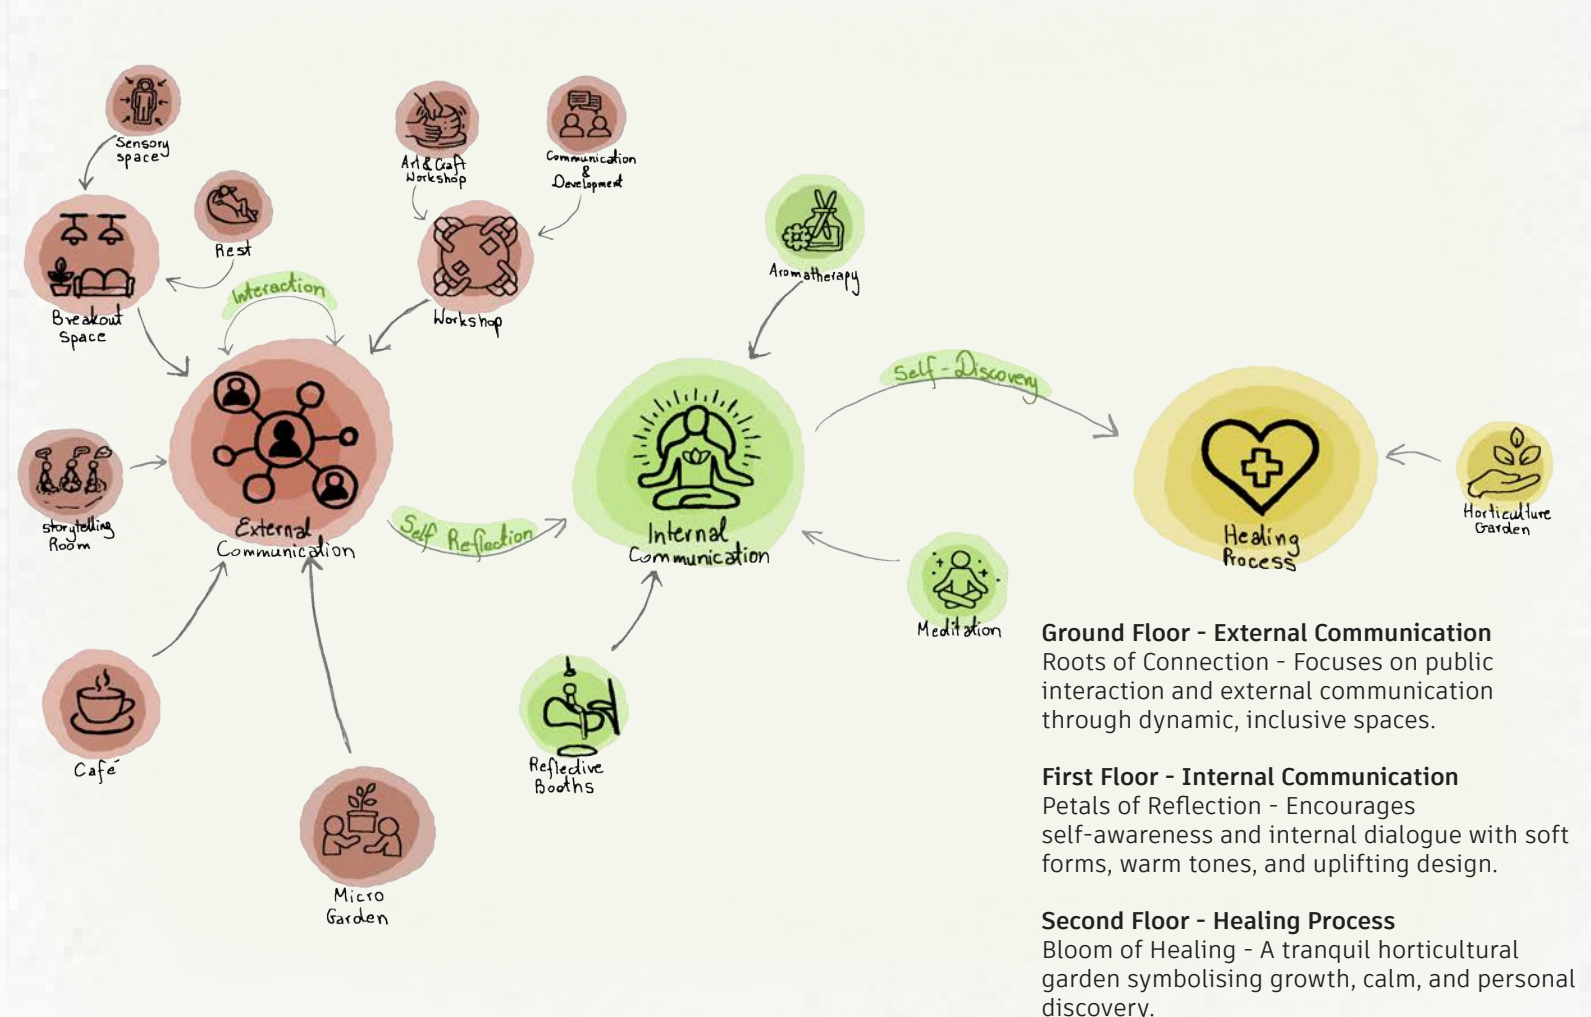 Sensory
space
Rest
Breakout
Space
Interaction
Art & Craft
Workshop
Communication
&
Development
Workshop
Aromatherapy
Storytelling
Room
External
Communication
Self Reflection
Internal
Communication
Self-Discovery
Healing
Process
Horticulture
Garden
Meditation
Café
Micro
Garden
Reflective
Booths
Ground Floor - External Communication
Roots of Connection - Focuses on public
interaction and external communication
through dynamic, inclusive spaces.
First Floor - Internal Communication
Petals of Reflection - Encourages
self-awareness and internal dialogue with soft
forms, warm tones, and uplifting design.
Second Floor - Healing Process
Bloom of Healing - A tranquil horticultural
garden symbolising growth, calm, and personal
discovery.